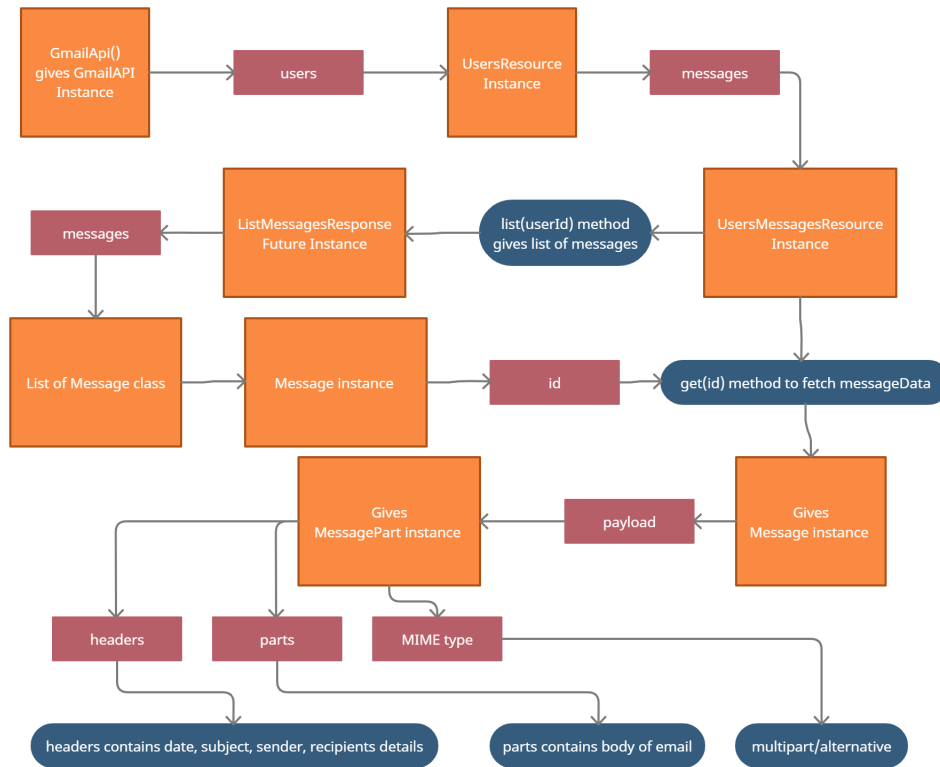 GmailApi()
gives GmailAPI
Instance
users
UsersResource
Instance
messages
messages
ListMessagesResponse
Future Instance
list(userId) method
gives list of messages
UsersMessagesResource
Instance
List of Message class
Message instance
id
get(id) method to fetch messageData
Gives
MessagePart instance
payload
Gives
Message instance
headers
parts
MIME type
headers contains date, subject, sender, recipients details
parts contains body of email
multipart/alternative